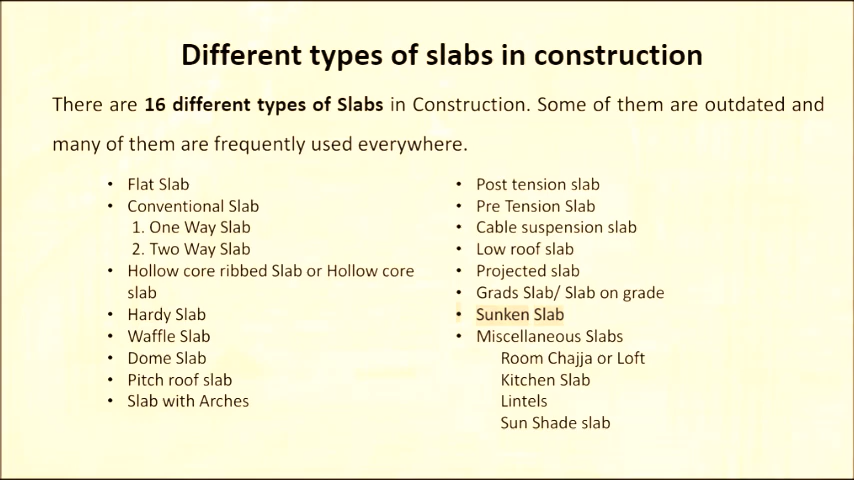 Different types of slabs in construction
There are 16 different types of Slabs in Construction. Some of them are outdated and
many of them are frequently used everywhere.
• Flat Slab
• Conventional Slab
1. One Way Slab
2. Two Way Slab
• Hollow core ribbed Slab or Hollow core
slab
• Hardy Slab
• Waffle Slab
• Dome Slab
• Pitch roof slab
• Slab with Arches
• Post tension slab
• Pre Tension Slab
• Cable suspension slab
• Low roof slab
• Projected slab
• Grads Slab/ Slab on grade
• Sunken Slab
• Miscellaneous Slabs
Room Chajja or Loft
Kitchen Slab
Lintels
Sun Shade slab